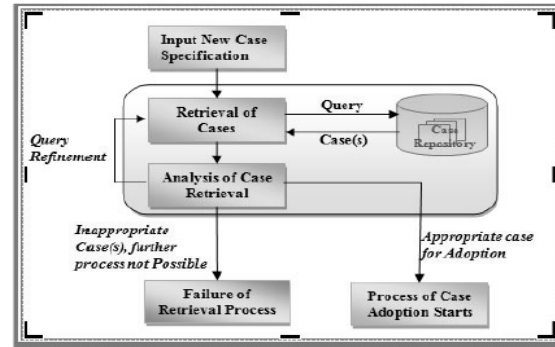 Input New Case
Specification
Retrieval of
Cases
Query
Case(s)
Case
Repository
Query
Refinement
Analysis of Case
Retrieval
Inappropriate
Case(s), further
process not Possible
Appropriate case
for Adoption
Failure of
Retrieval Process
Process of Case
Adoption Starts